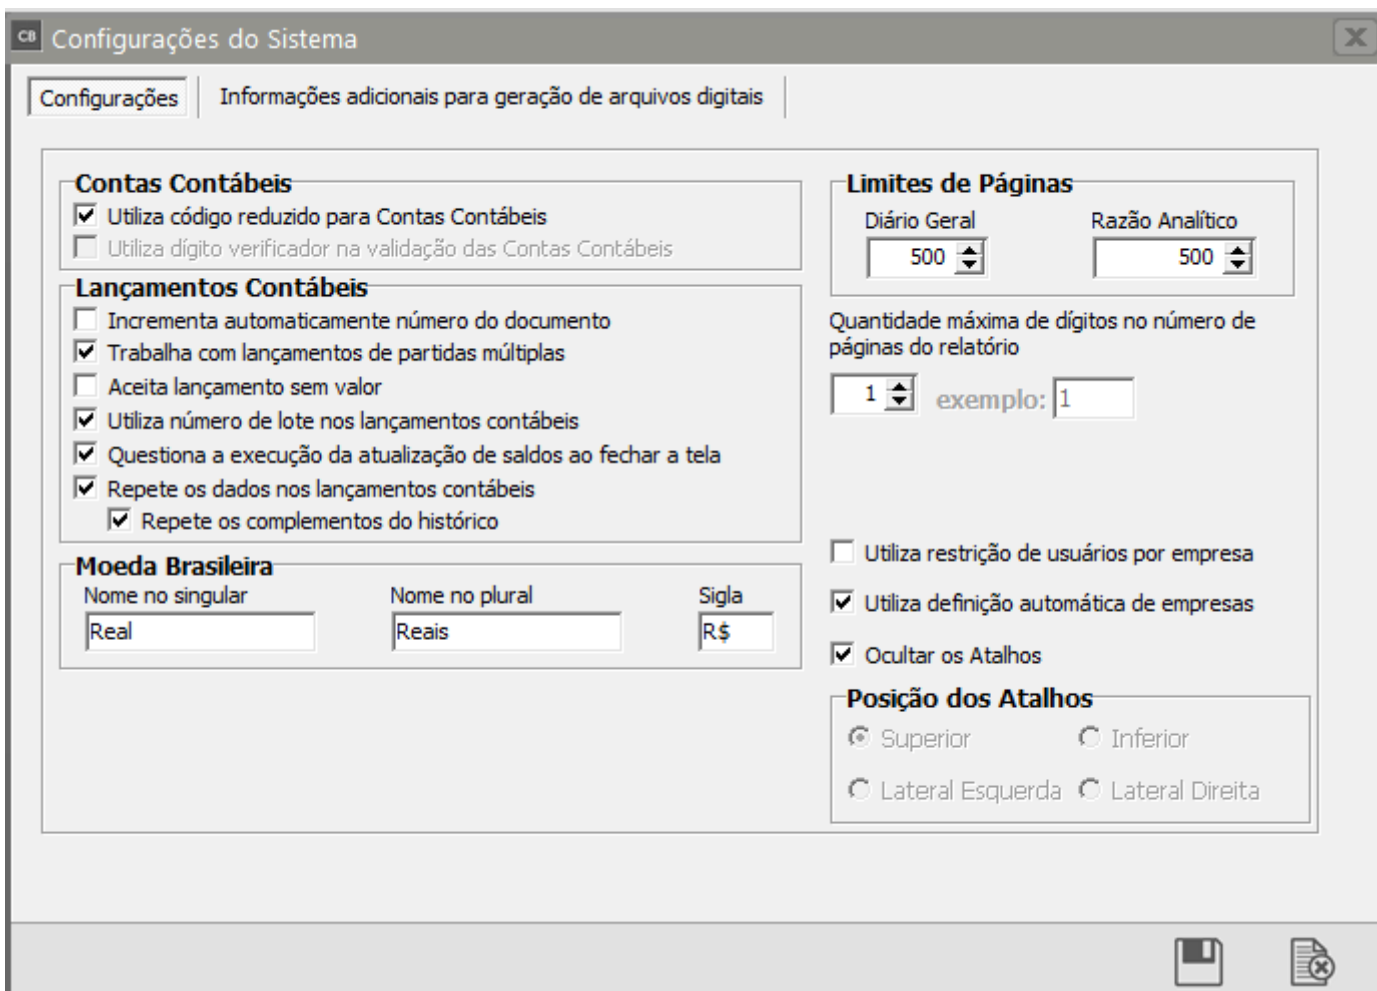 CB Configurações do Sistema
Configurações
Informações adicionais para geração de arquivos digitais
Contas Contábeis
Utiliza código reduzido para Contas Contábeis
Utiliza dígito verificador na validação das Contas Contábeis
Lançamentos Contábeis
Incrementa automaticamente número do documento
Trabalha com lançamentos de partidas múltiplas
Aceita lançamento sem valor
Utiliza número de lote nos lançamentos contábeis
Questiona a execução da atualização de saldos ao fechar a tela
Repete os dados nos lançamentos contábeis
Repete os complementos do histórico
Moeda Brasileira
Nome no singular
Nome no plural
Sigla
Real
Reais
R$
Limites de Páginas
Diário Geral
Razão Analítico
500
500
Quantidade máxima de dígitos no número de
páginas do relatório
1
exemplo: 1
Utiliza restrição de usuários por empresa
Utiliza definição automática de empresas
Ocultar os Atalhos
Posição dos Atalhos
Superior
Inferior
Lateral Esquerda
Lateral Direita